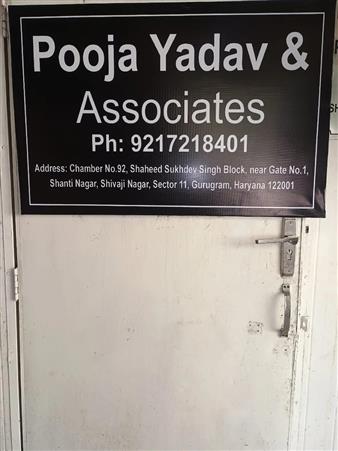 Pooja Yadav &
Associates
Ph: 9217218401
Address: Chamber No.92, Shaheed Sukhdev Singh Block, near Gate No.1,
Shanti Nagar, Shivaji Nagar, Sector 11, Gurugram, Haryana 122001